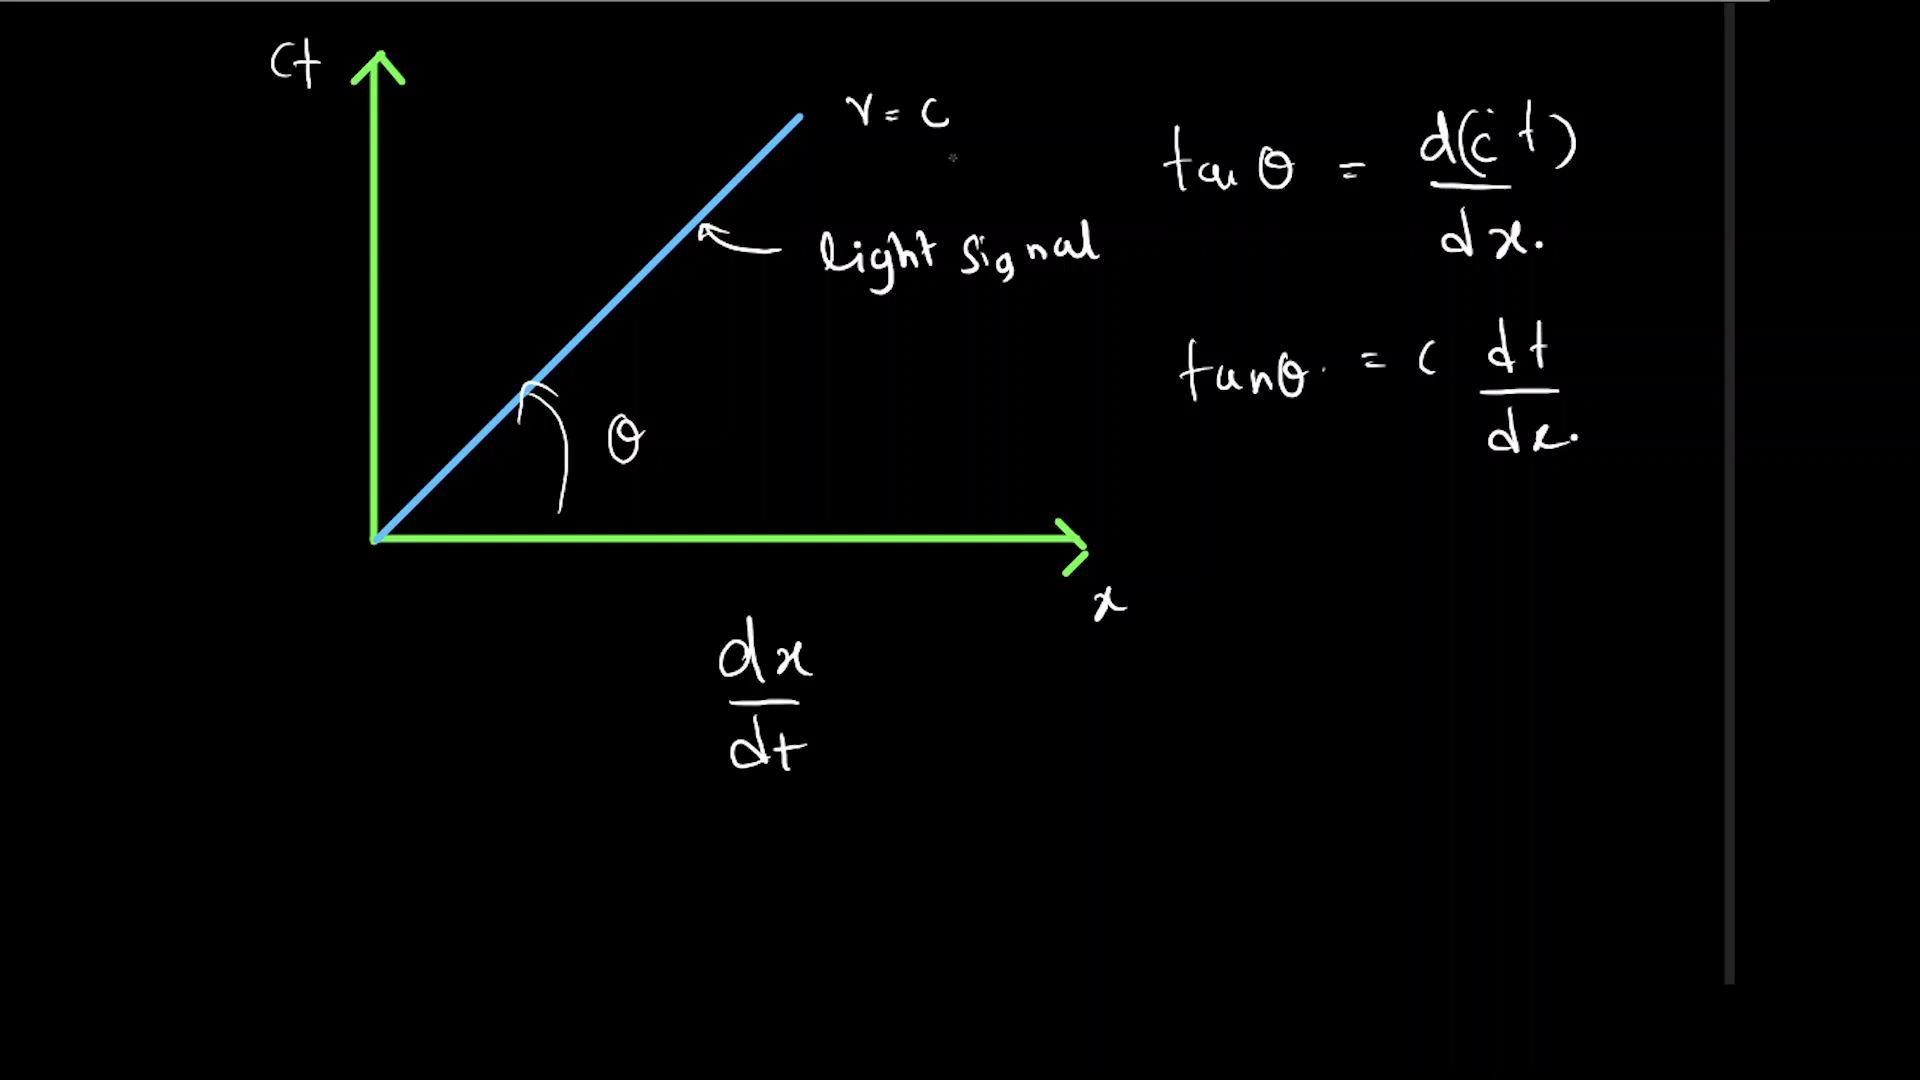 ct
v = c
tan θ = d(ct) / dx.
light signal
tanθ = c dt / dx.
θ
x
dx / dt